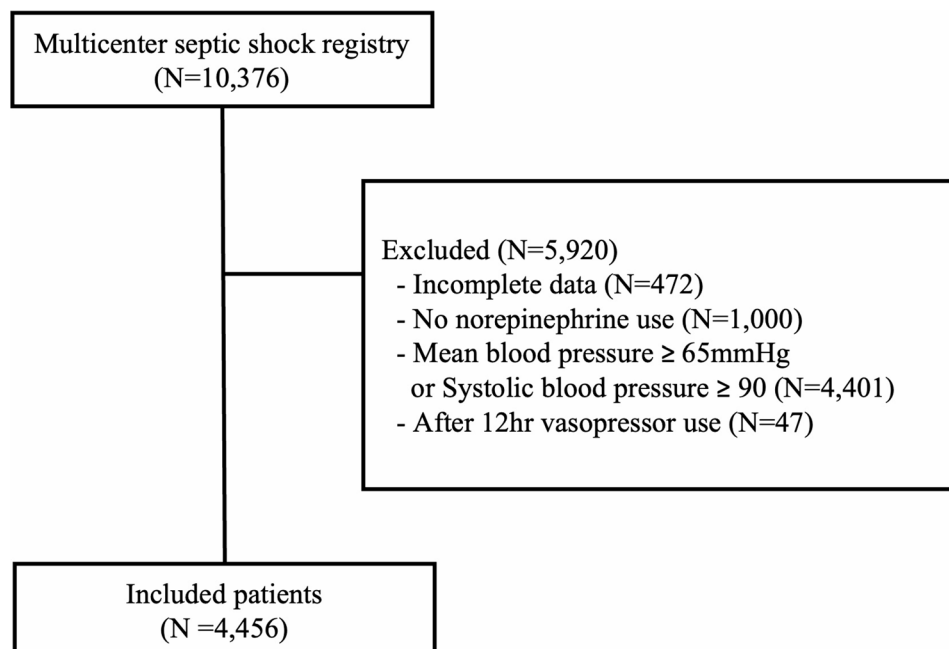 Multicenter septic shock registry
(N=10,376)
Excluded (N=5,920)
- Incomplete data (N=472)
- No norepinephrine use (N=1,000)
- Mean blood pressure ≥ 65mmHg
or Systolic blood pressure ≥ 90 (N=4,401)
- After 12hr vasopressor use (N=47)
Included patients
(N =4,456)